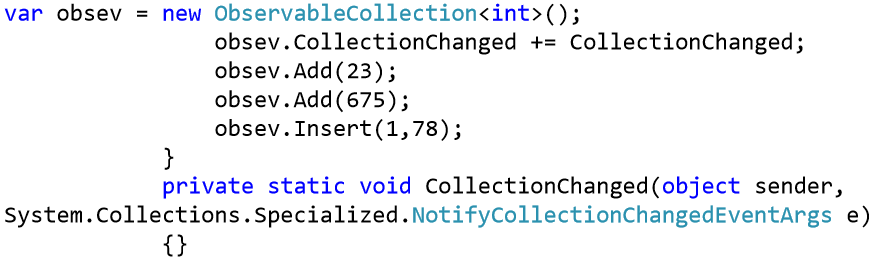 var obsev = new ObservableCollection<int>();
obsev.CollectionChanged += CollectionChanged;
obsev.Add(23);
obsev.Add(675);
obsev.Insert(1,78);
}
private static void CollectionChanged(object sender,
System.Collections.Specialized.NotifyCollectionChangedEventArgs e)
{}